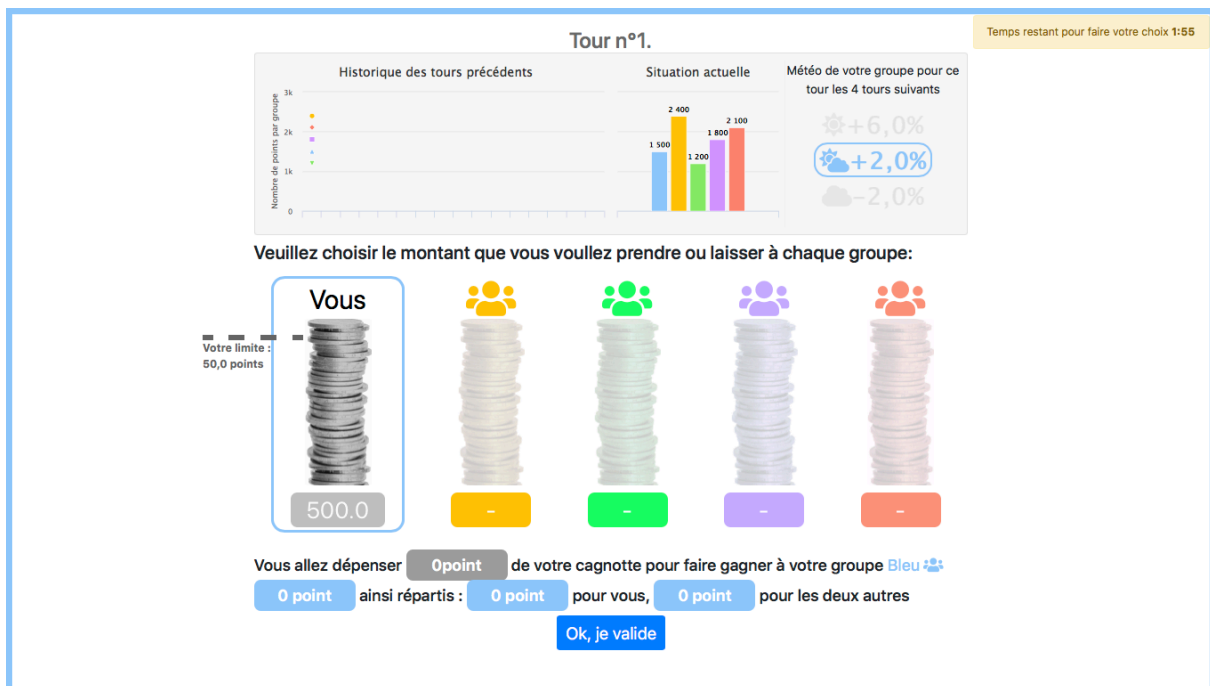 Temps restant pour faire votre choix 1:55
Tour n°1.
Historique des tours précédents
Situation actuelle
Météo de votre groupe pour ce
tour les 4 tours suivants
Nombre de points par groupe
3k
2k
1k
0
1 500
2 400
1 200
1 800
2 100
+6,0%
+2,0%
-2,0%
Veuillez choisir le montant que vous voullez prendre ou laisser à chaque groupe:
Vous
Votre limite :
50,0 points
500.0
-
-
-
-
Vous allez dépenser 0point de votre cagnotte pour faire gagner à votre groupe Bleu
0 point ainsi répartis : 0 point pour vous, 0 point pour les deux autres
Ok, je valide